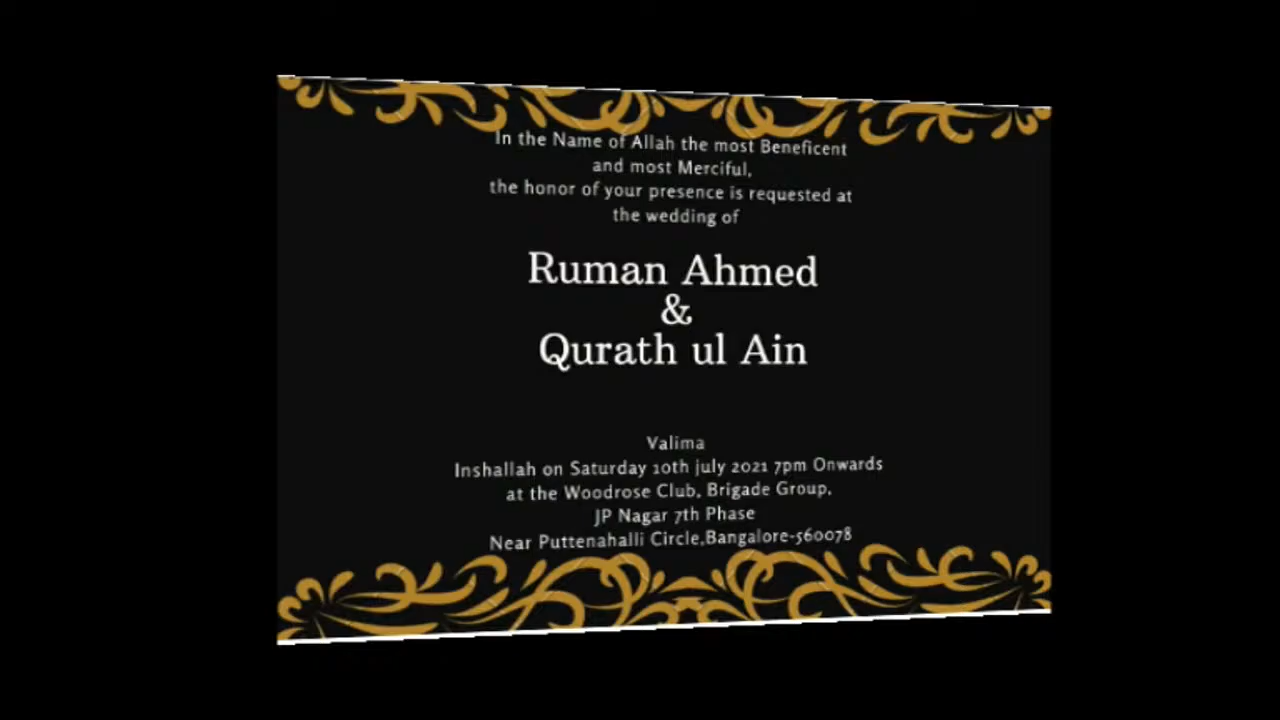 In the Name of Allah the most Beneficent
and most Merciful,
the honor of your presence is requested at
the wedding of
Ruman Ahmed
&
Qurath ul Ain
Valima
Inshallah on Saturday 10th july 2021 7pm Onwards
at the Woodrose Club, Brigade Group,
JP Nagar 7th Phase
Near Puttenahalli Circle,Bangalore-560078